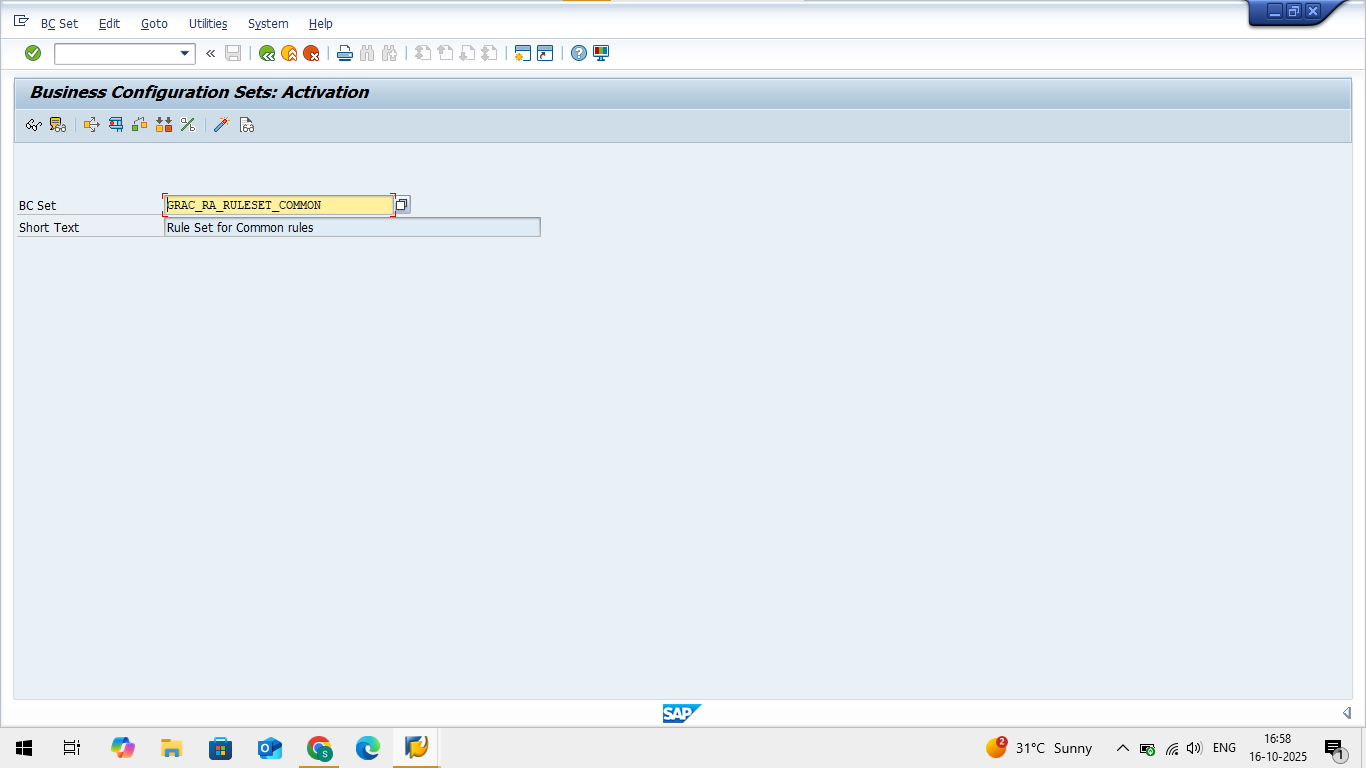 BC Set Edit Goto Utilities System Help
Business Configuration Sets: Activation
BC Set GRAC_RA_RULESET_COMMON
Short Text Rule Set for Common rules
SAP
2 31°C Sunny ENG 16:58
16-10-2025 1